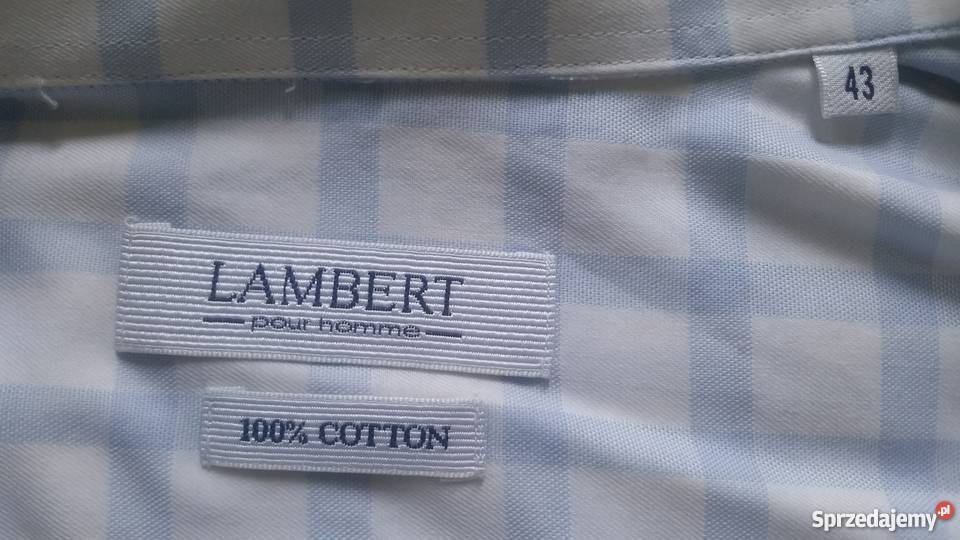 43
LAMBERT
pour homme
100% COTTON
Sprzedajemy.pl